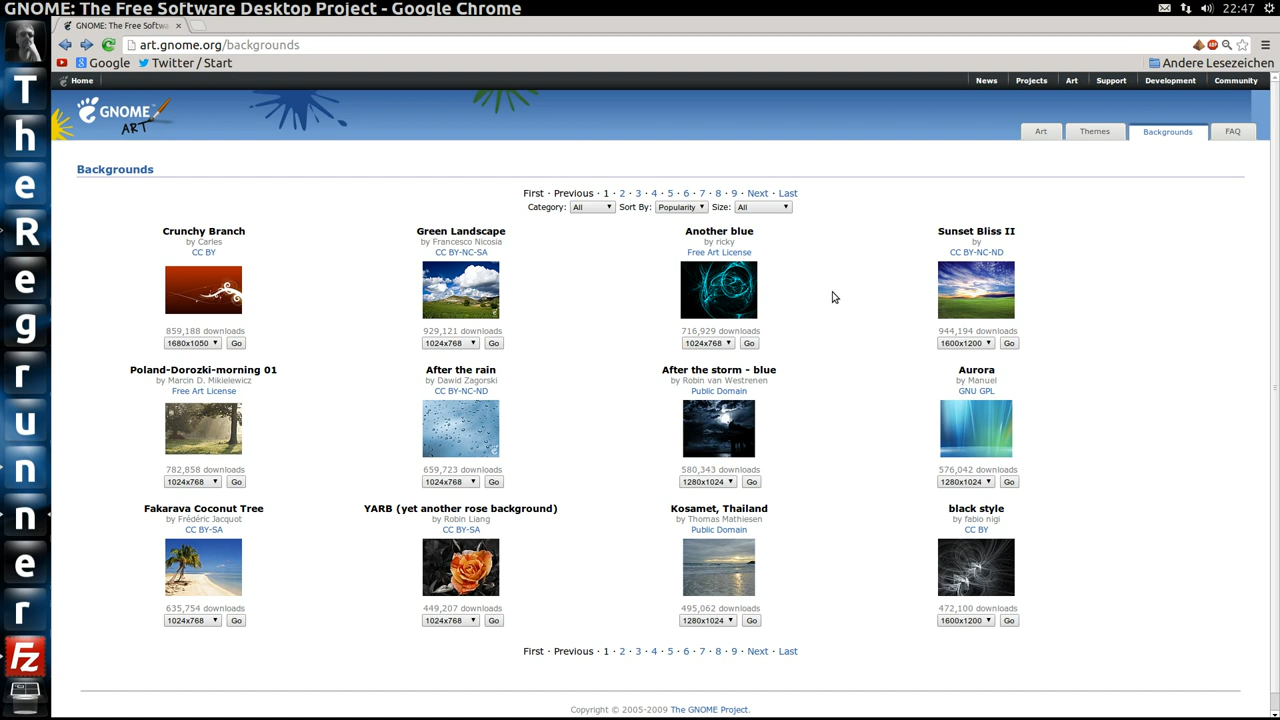 GNOME: The Free Software Desktop Project - Google Chrome
22:47
GNOME: The Free Softwa
art.gnome.org/backgrounds
Google
Twitter / Start
Andere Lesezeichen
Home
News
Projects
Art
Support
Development
Community
GNOME
ART
Art
Themes
Backgrounds
FAQ
Backgrounds
First · Previous · 1 · 2 · 3 · 4 · 5 · 6 · 7 · 8 · 9 · Next · Last
Category: All Sort By: Popularity Size: All
Crunchy Branch
by Carles
CC BY
859,188 downloads
1680x1050 Go
Green Landscape
by Francesco Nicosia
CC BY-NC-SA
929,121 downloads
1024x768 Go
Another blue
by ricky
Free Art License
716,929 downloads
1024x768 Go
Sunset Bliss II
by
CC BY-NC-ND
944,194 downloads
1600x1200 Go
Poland-Dorozki-morning 01
by Marcin D. Mikielewicz
Free Art License
782,858 downloads
1024x768 Go
After the rain
by Dawid Zagorski
CC BY-NC-ND
659,723 downloads
1024x768 Go
After the storm - blue
by Robin van Westrenen
Public Domain
580,343 downloads
1280x1024 Go
Aurora
by Manuel
GNU GPL
576,042 downloads
1280x1024 Go
Fakarava Coconut Tree
by Frédéric Jacquot
CC BY-SA
635,754 downloads
1024x768 Go
YARB (yet another rose background)
by Robin Liang
CC BY-SA
449,207 downloads
1024x768 Go
Kosamet, Thailand
by Thomas Mathiesen
Public Domain
495,062 downloads
1280x1024 Go
black style
by fabio nigi
CC BY
472,100 downloads
1600x1200 Go
First · Previous · 1 · 2 · 3 · 4 · 5 · 6 · 7 · 8 · 9 · Next · Last
Copyright © 2005-2009 The GNOME Project.
T
h
e
R
e
g
r
u
n
n
e
r
Fz
ABP